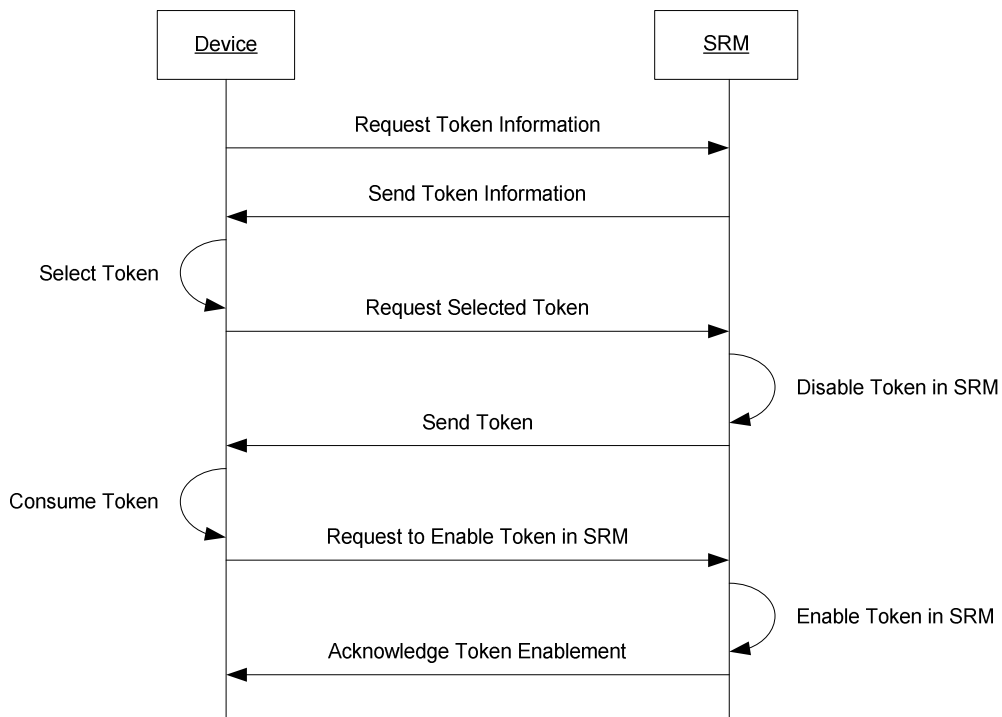 Device
SRM
Request Token Information
Send Token Information
Select Token
Request Selected Token
Disable Token in SRM
Send Token
Consume Token
Request to Enable Token in SRM
Enable Token in SRM
Acknowledge Token Enablement